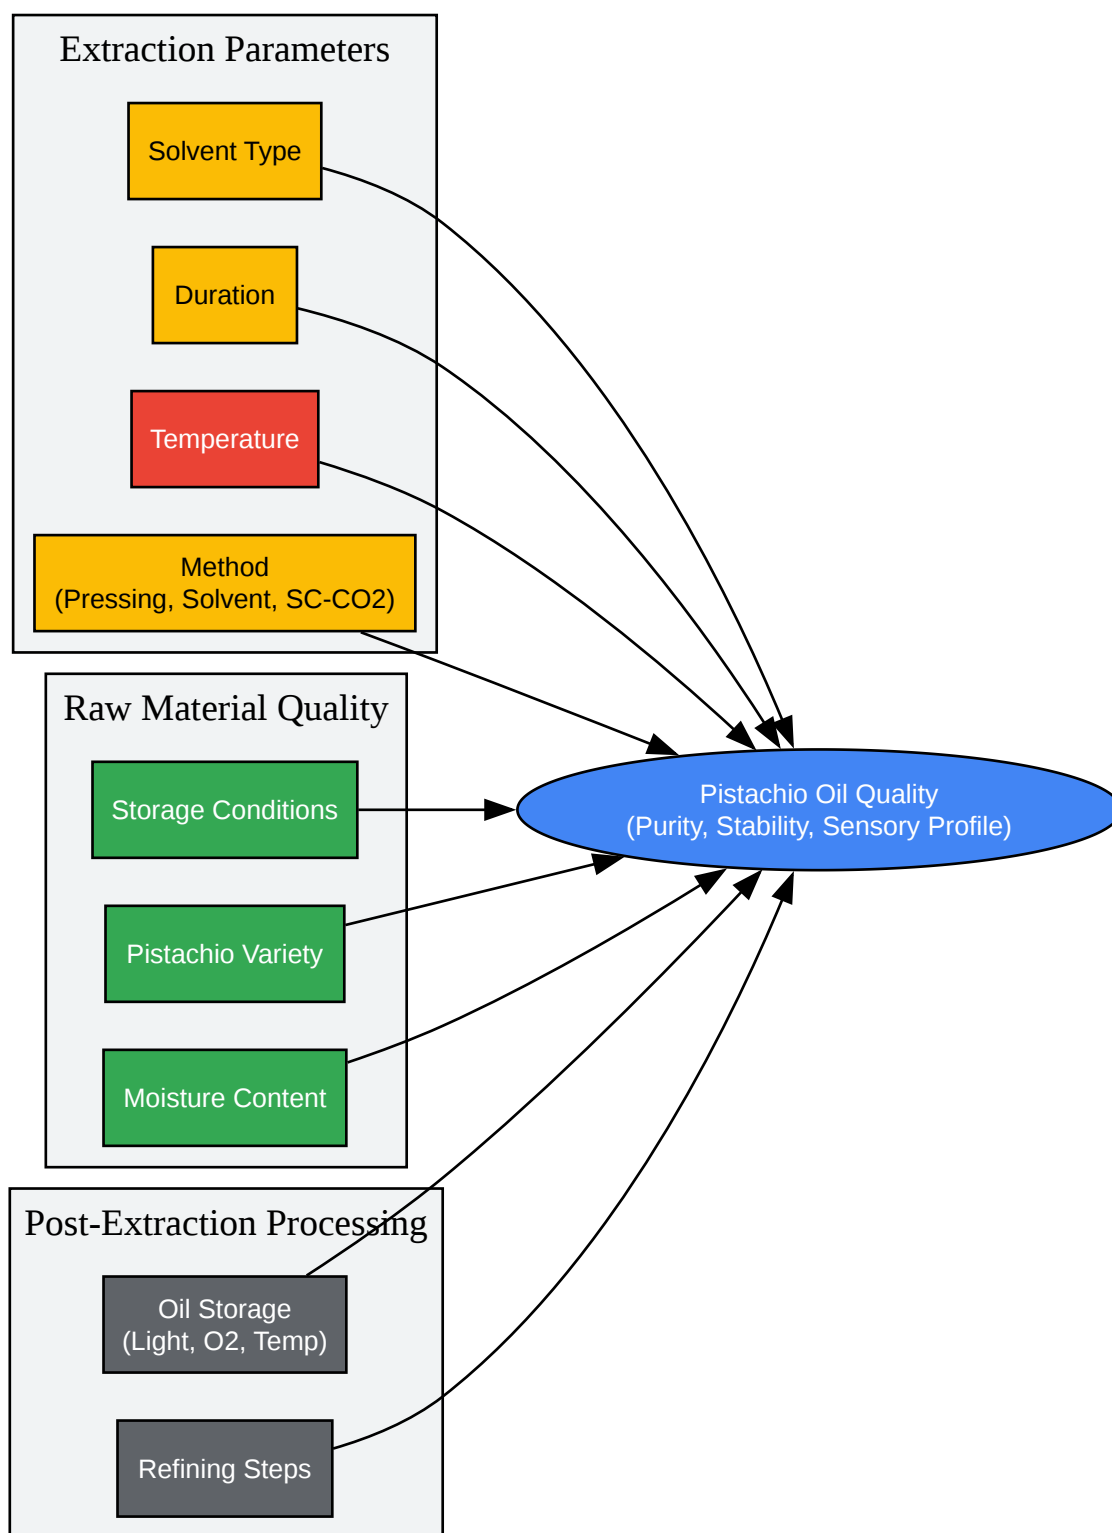 Extraction Parameters
Solvent Type
Duration
Temperature
Method
(Pressing, Solvent, SC-CO2)
Raw Material Quality
Storage Conditions
Pistachio Variety
Moisture Content
Post-Extraction Processing
Oil Storage
(Light, O2, Temp)
Refining Steps
Pistachio Oil Quality
(Purity, Stability, Sensory Profile)